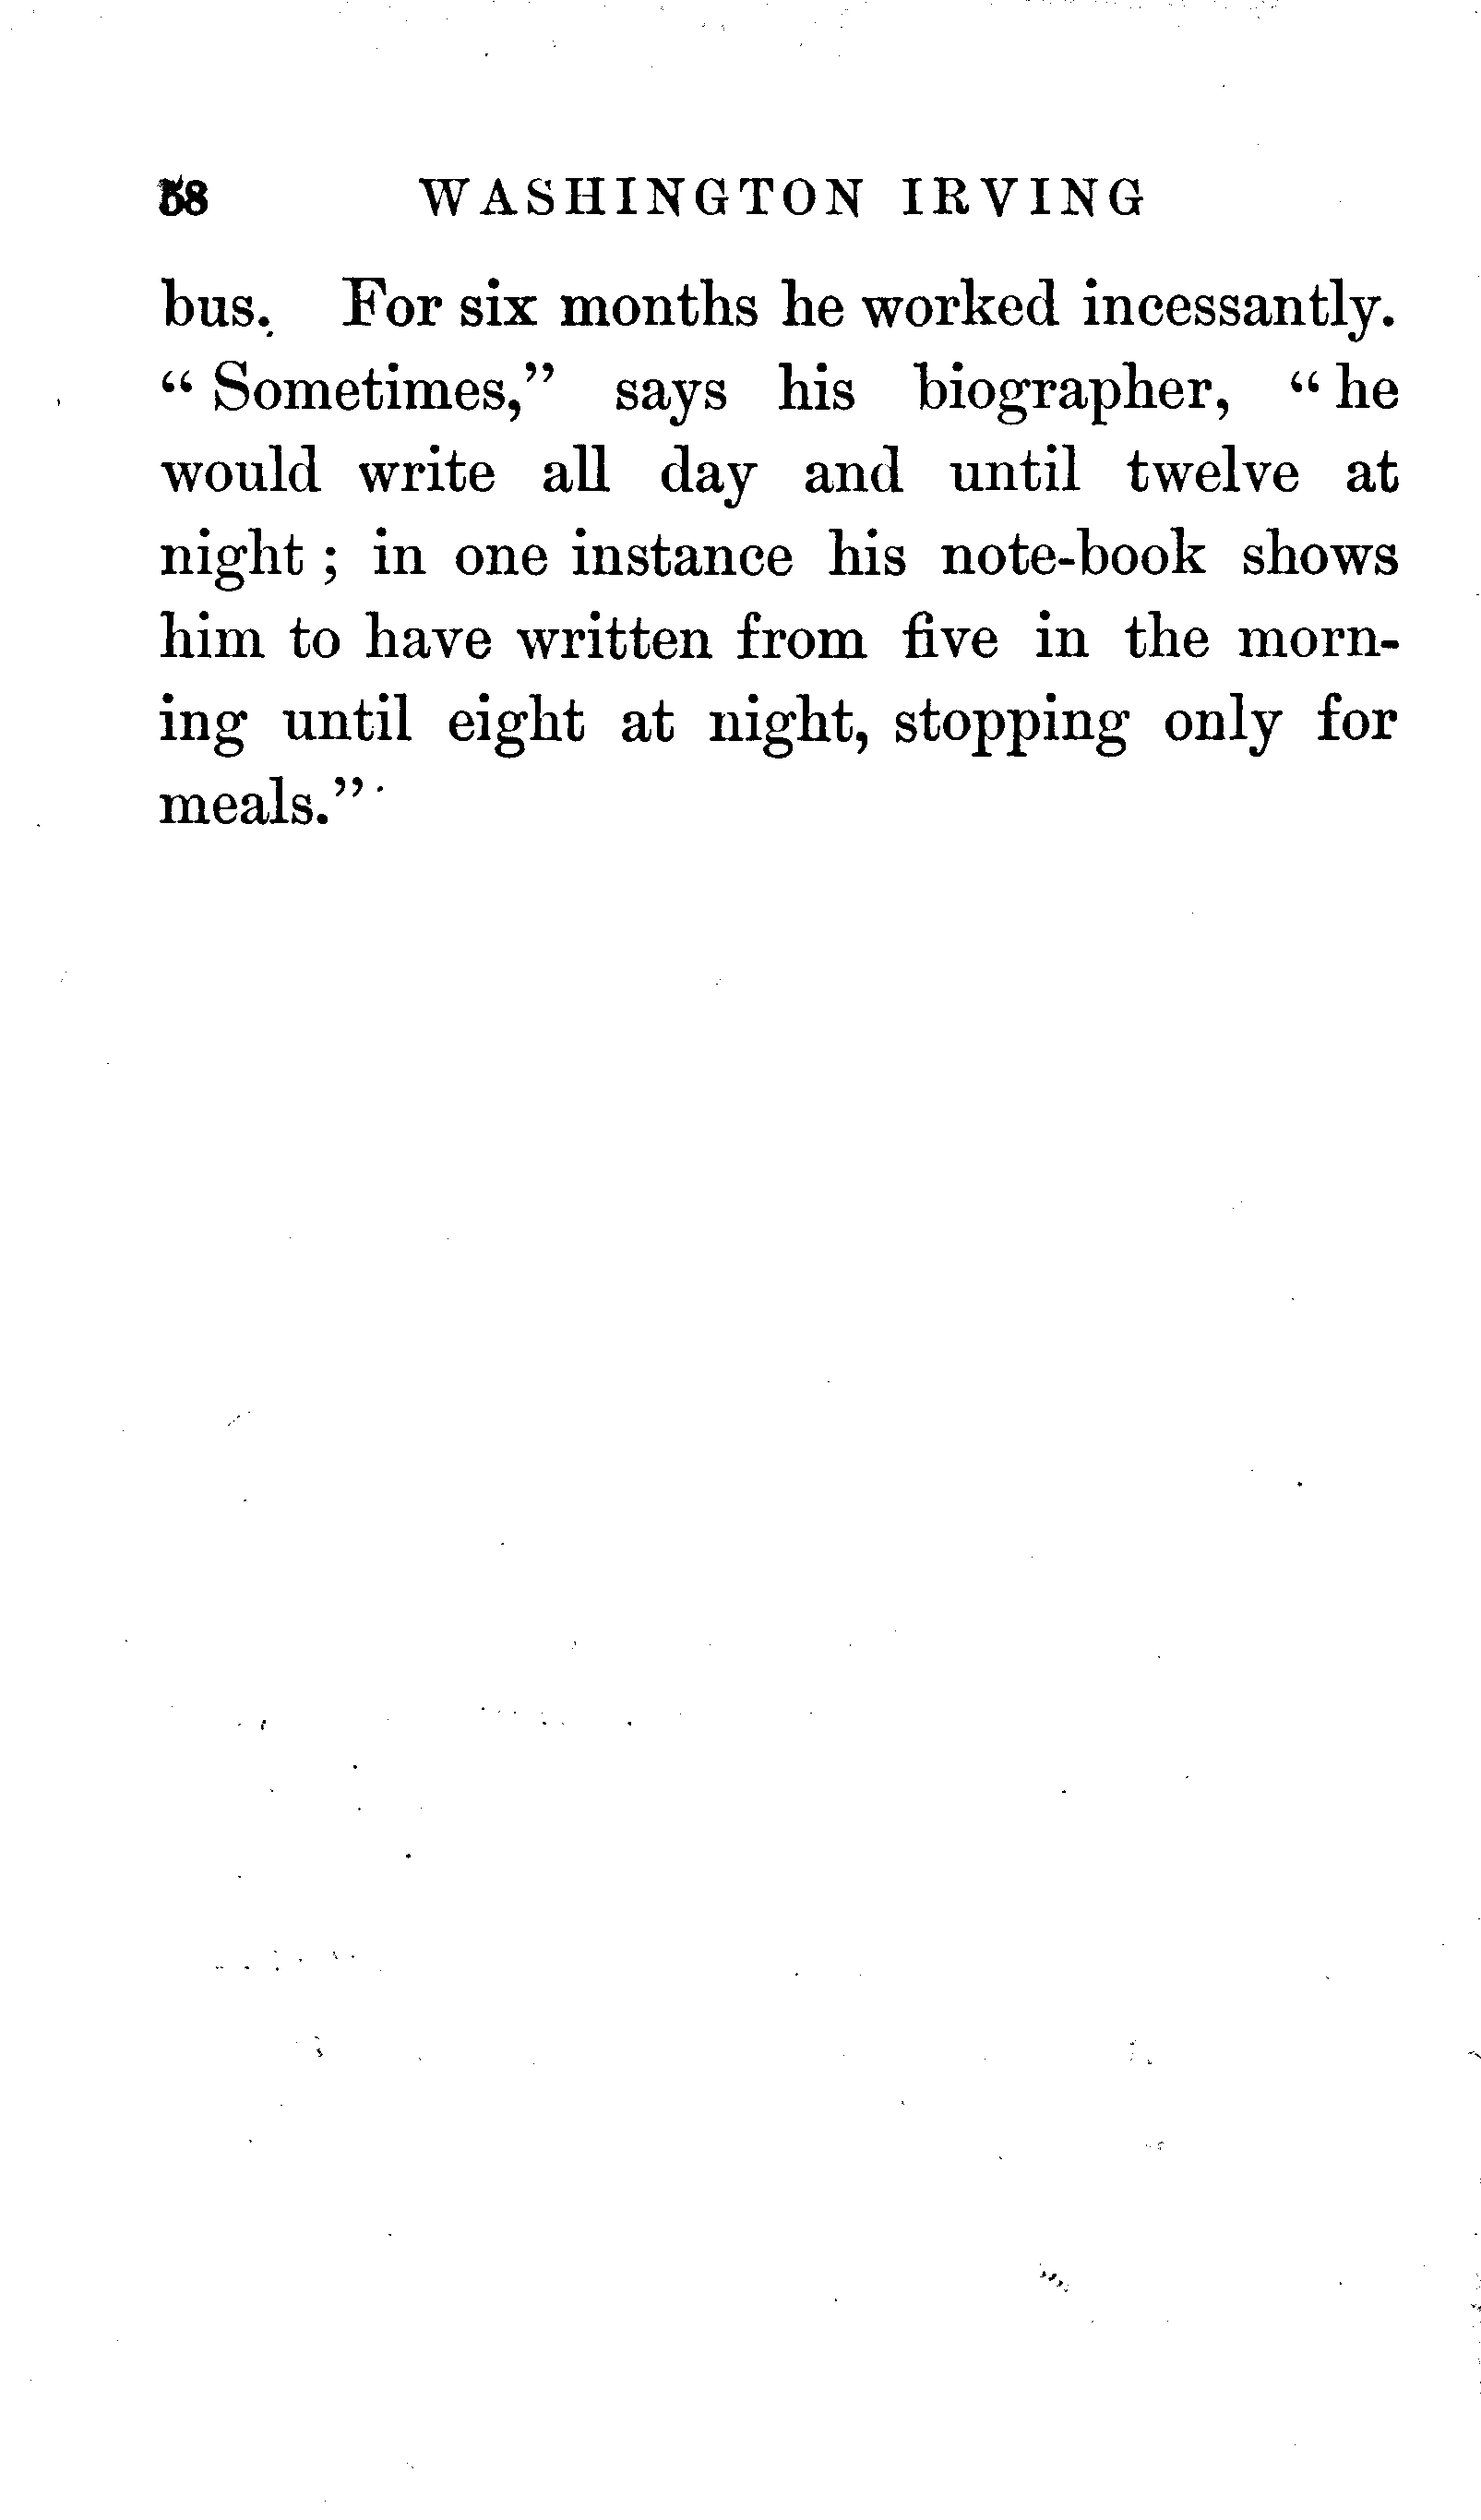 58 WASHINGTON IRVING
bus. For six months he worked incessantly.
“ Sometimes,” says his biographer, “ he
would write all day and until twelve at
night ; in one instance his note-book shows
him to have written from five in the morn-
ing until eight at night, stopping only for
meals.”